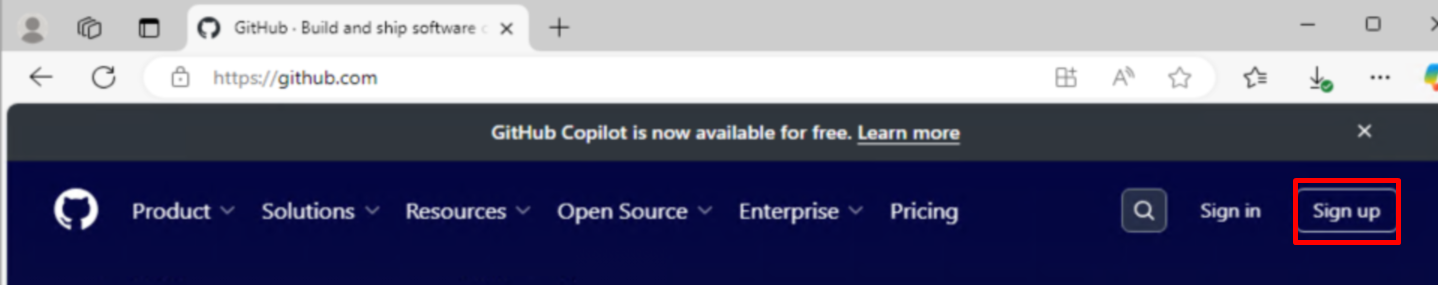 GitHub · Build and ship software
https://github.com
GitHub Copilot is now available for free. Learn more
Product Solutions Resources Open Source Enterprise Pricing Sign in Sign up